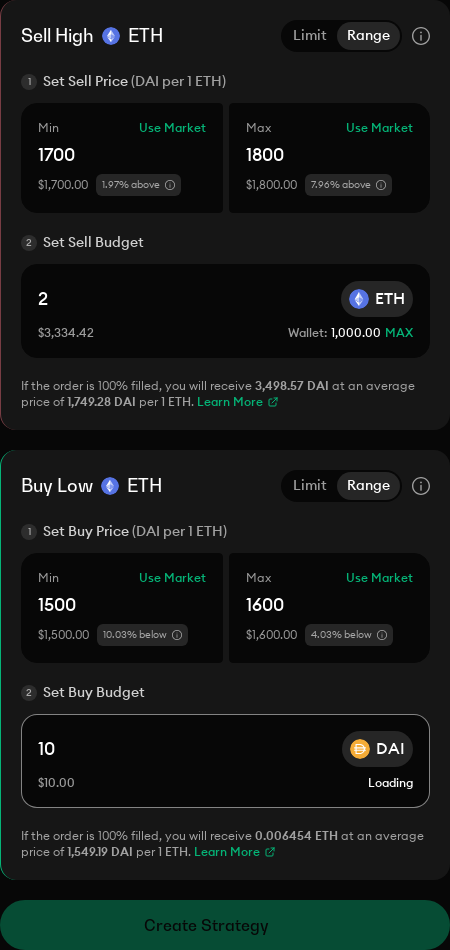 Sell High ETH Limit Range
1 Set Sell Price (DAI per 1 ETH)
Min Use Market Max Use Market
1700 1800
$1,700.00 1.97% above $1,800.00 7.96% above
2 Set Sell Budget
2 ETH
$3,334.42 Wallet: 1,000.00 MAX
If the order is 100% filled, you will receive 3,498.57 DAI at an average
price of 1,749.28 DAI per 1 ETH. Learn More
Buy Low ETH Limit Range
1 Set Buy Price (DAI per 1 ETH)
Min Use Market Max Use Market
1500 1600
$1,500.00 10.03% below $1,600.00 4.03% below
2 Set Buy Budget
10 DAI
$10.00 Loading
If the order is 100% filled, you will receive 0.006454 ETH at an average
price of 1,549.19 DAI per 1 ETH. Learn More
Create Strategy